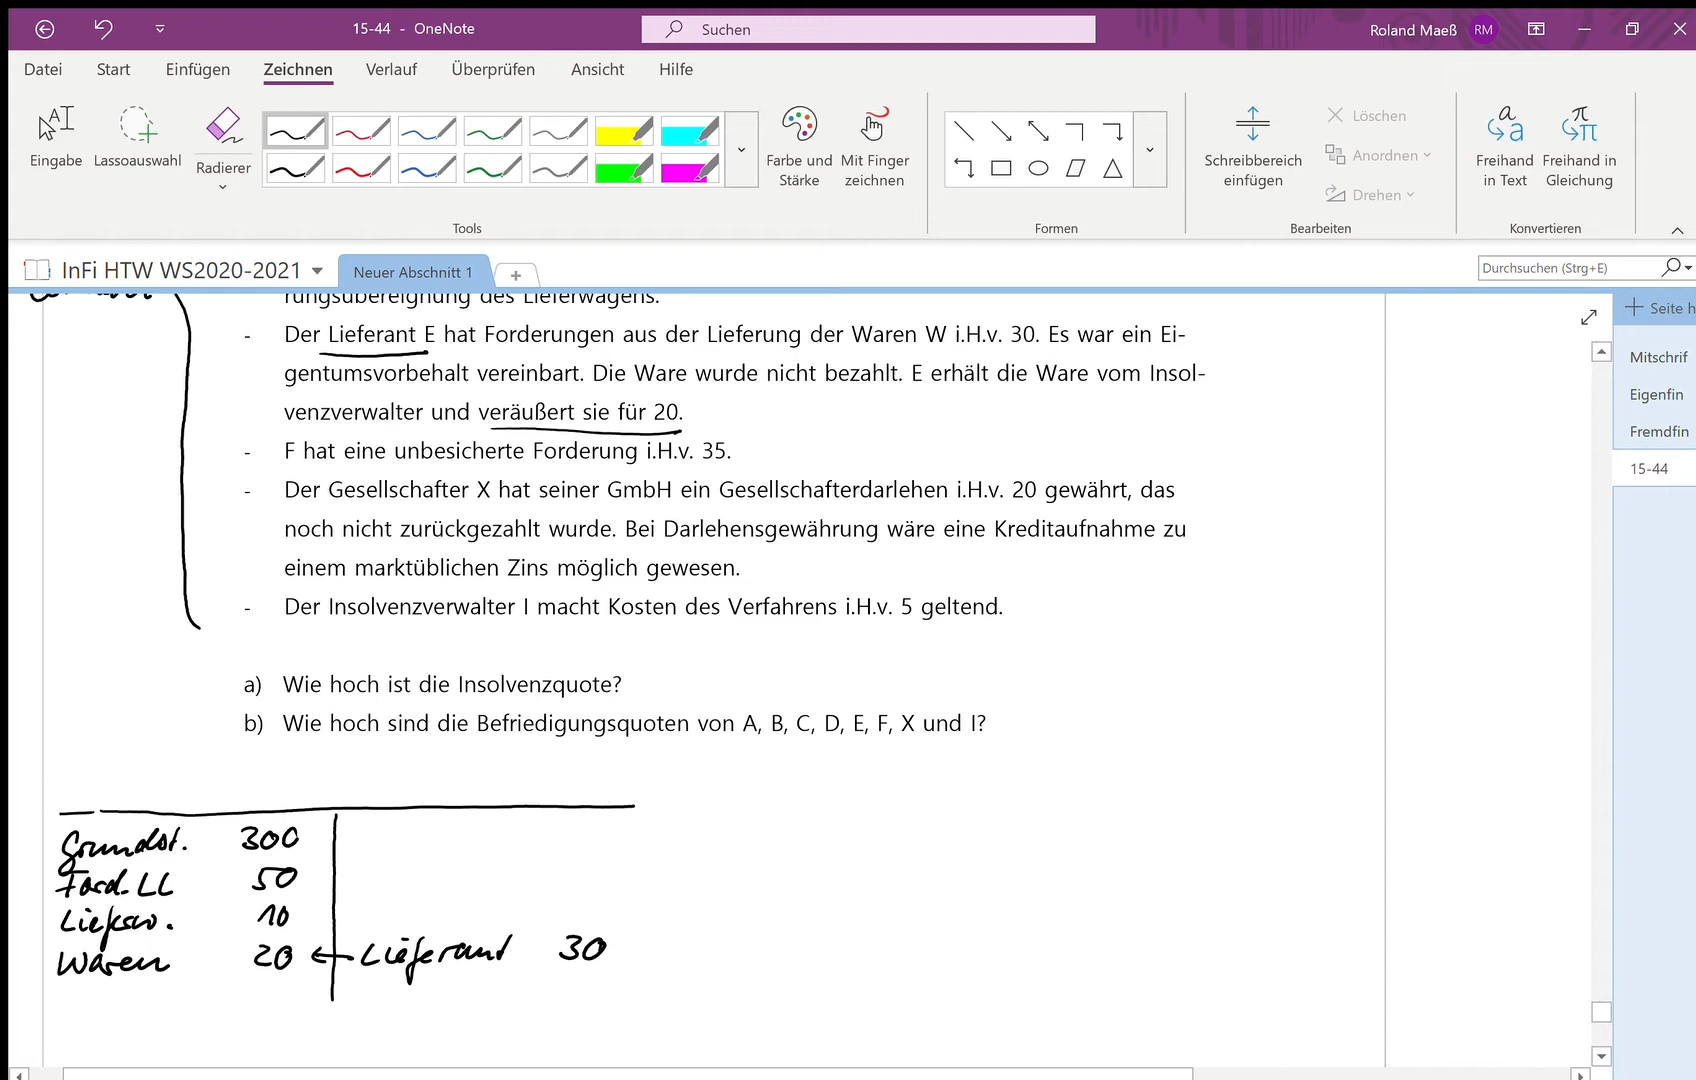 15-44 - OneNote
Suchen
Roland Maeß RM
Datei Start Einfügen Zeichnen Verlauf Überprüfen Ansicht Hilfe
Eingabe
Lassoauswahl
Radierer
Farbe und Stärke
Mit Finger zeichnen
Tools
Formen
Schreibbereich einfügen
Löschen
Anordnen
Drehen
Bearbeiten
Freihand in Text
Freihand in Gleichung
Konvertieren
InFi HTW WS2020-2021
Neuer Abschnitt 1
Durchsuchen (Strg+E)
Seite h
Mitschrif
Eigenfin
Fremdfin
15-44
rungsübereignung des Lieferwagens.
- Der Lieferant E hat Forderungen aus der Lieferung der Waren W i.H.v. 30. Es war ein Ei-
gentumsvorbehalt vereinbart. Die Ware wurde nicht bezahlt. E erhält die Ware vom Insol-
venzverwalter und veräußert sie für 20.
- F hat eine unbesicherte Forderung i.H.v. 35.
- Der Gesellschafter X hat seiner GmbH ein Gesellschafterdarlehen i.H.v. 20 gewährt, das
noch nicht zurückgezahlt wurde. Bei Darlehensgewährung wäre eine Kreditaufnahme zu
einem marktüblichen Zins möglich gewesen.
- Der Insolvenzverwalter I macht Kosten des Verfahrens i.H.v. 5 geltend.
a) Wie hoch ist die Insolvenzquote?
b) Wie hoch sind die Befriedigungsquoten von A, B, C, D, E, F, X und I?
Grundst. 300
Ford. LL 50
Liefw. 10
Waren 20 ← Lieferant 30